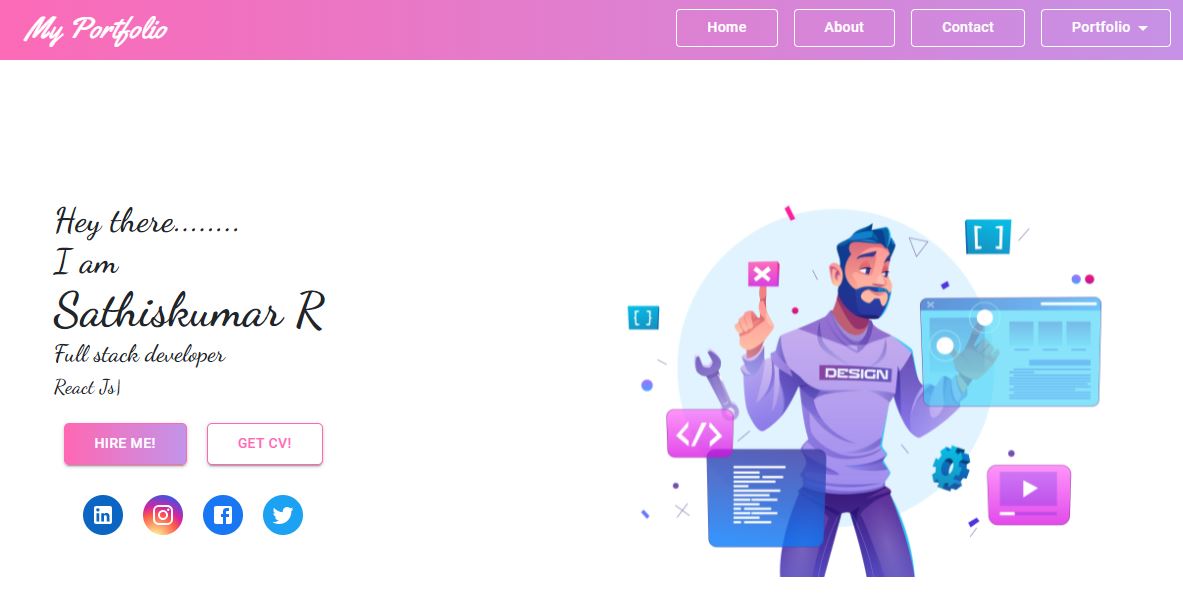 My Portfolio
Home
About
Contact
Portfolio
Hey there........
I am
Sathiskumar R
Full stack developer
React Js|
HIRE ME!
GET CV!
[ ]
{ }
DESIGN
</>